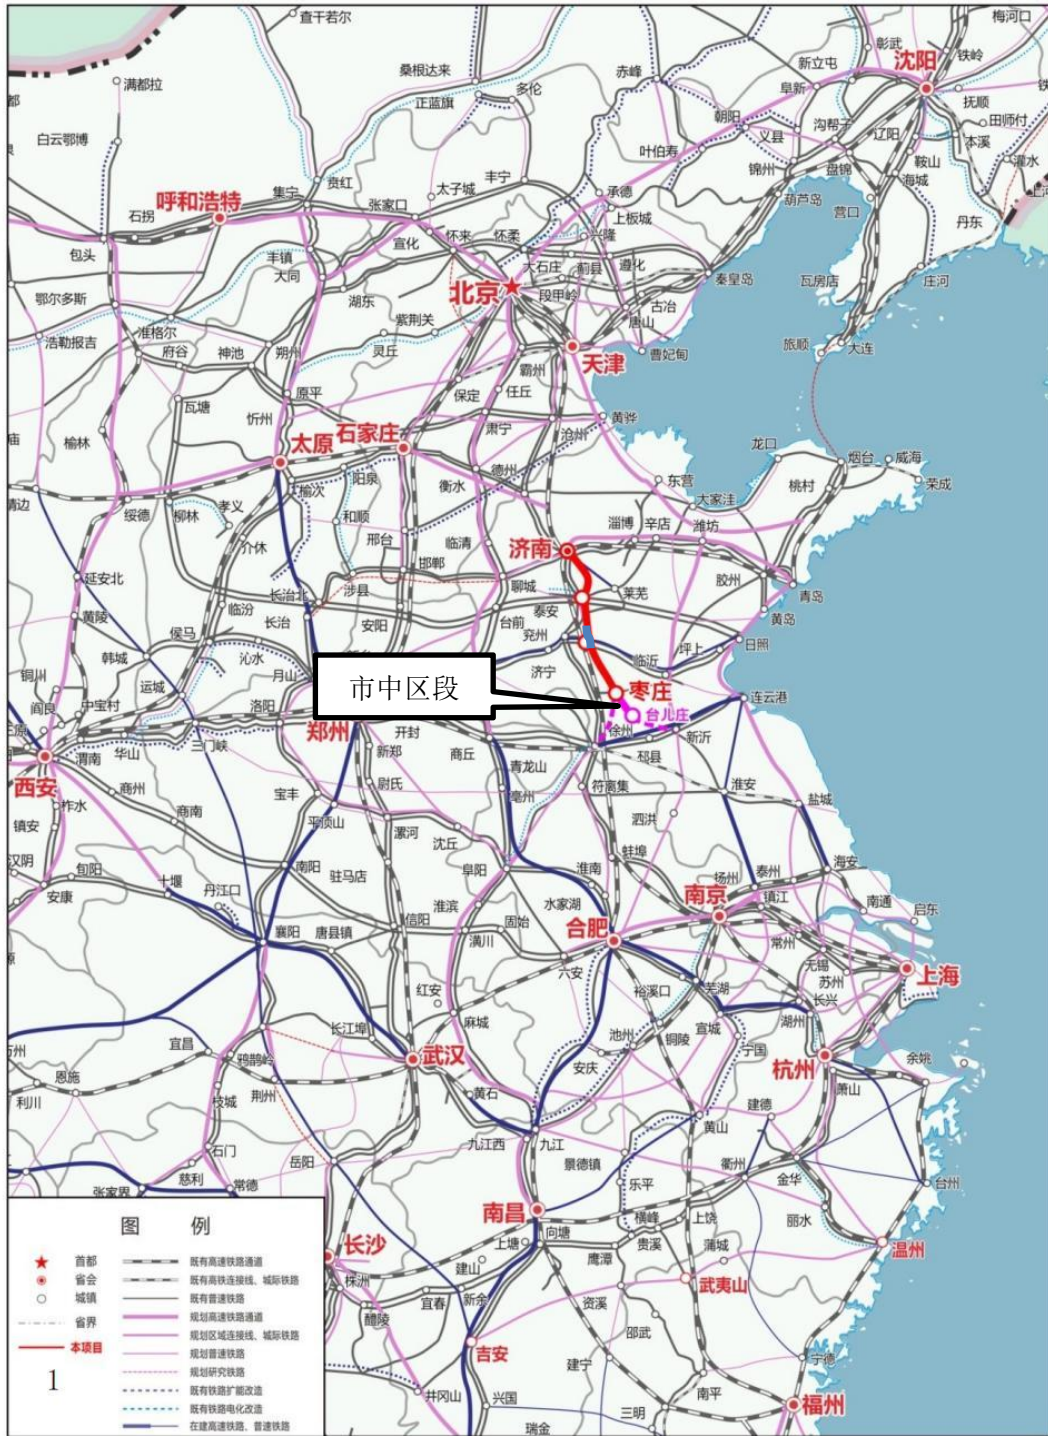 查干若尔
梅河口
彰武
铁岭
沈阳
新立屯
满都拉
桑根达来
赤峰
阜新
多伦
正蓝旗
抚顺
朝阳
田师付
白云鄂博
沟帮子
辽阳
义县
本溪
叶伯寿
鞍山
灌水
锦州
盘锦
海城
贲红
丰宁
集宁
太子城
承德
葫芦岛
呼和浩特
张家口
营口
石拐
上板城
丹东
宣化
怀来
怀柔
兴隆
包头
丰镇
大石庄
蓟县
遵化
大同
秦皇岛
瓦房店
庄河
北京
段甲岭
鄂尔多斯
湖东
古冶
紫荆关
唐山
准格尔
浩勒报吉
朔州
旅顺
大连
府谷
神池
灵丘
天津
曹妃甸
霸州
原平
保定
任丘
瓦塘
忻州
黄骅
肃宁
沧州
石家庄
榆林
太原
龙口
烟台
威海
德州
阳泉
东营
桃村
荣成
榆次
衡水
大家洼
绥德
柳林
孝义
和顺
淄博
辛店
潍坊
邢台
临清
济南
介休
邯郸
延安北
聊城
胶州
涉县
莱芜
青岛
长治北
临汾
黄陵
泰安
台前
黄岛
长治
安阳
侯马
兖州
日照
韩城
沁水
坪上
临沂
济宁
铜川
月山
运城
市中区段
枣庄
连云港
中宝村
阎良
洛阳
台儿庄
三门峡
郑州
开封
徐州
新沂
渭南
华山
新郑
商丘
邳县
西安
青龙山
尉氏
符离集
淮安
商州
柞水
宝丰
亳州
盐城
商南
镇安
平顶山
漯河
泗洪
沈丘
汉阴
旬阳
南阳
蚌埠
海安
驻马店
阜阳
淮南
泰州
十堰
扬州
安康
丹江口
水家湖
南京
镇江
淮滨
南通
启东
信阳
固始
合肥
襄阳
唐县镇
潢川
常州
无锡
上海
六安
苏州
芜湖
红安
裕溪口
长兴
麻城
湖州
长江埠
池州
宣城
铜陵
宜昌
鸦鹊岭
武汉
宁国
杭州
余姚
安庆
恩施
萧山
荆州
黄石
利川
枝城
建德
黄山
九江西
九江
石门
岳阳
景德镇
衢州
慈利
金华
台州
张家界
常德
乐平
南昌
丽水
横峰
上饶
图 例
长沙
向塘
贵溪
上塘
蒲城
温州
首都
既有高速铁路通道
鹰潭
建山
省会
既有高铁连接线、城际铁路
株洲
武夷山
城镇
既有普速铁路
宜春
新余
资溪
醴陵
省界
规划高速铁路通道
邵武
规划区域连接线、城际铁路
本项目
吉安
规划普速铁路
建宁
宁德
1
规划研究铁路
既有铁路扩能改造
井冈山
兴国
南平
福州
既有铁路电化改造
三明
在建高速铁路、普速铁路
瑞金